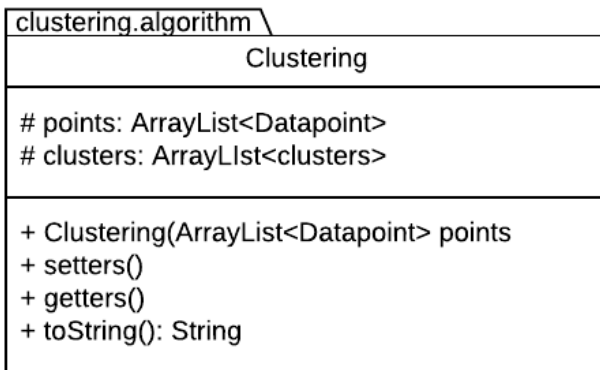 clustering.algorithm
Clustering
# points: ArrayList<Datapoint>
# clusters: ArrayLIst<clusters>
+ Clustering(ArrayList<Datapoint> points
+ setters()
+ getters()
+ toString(): String